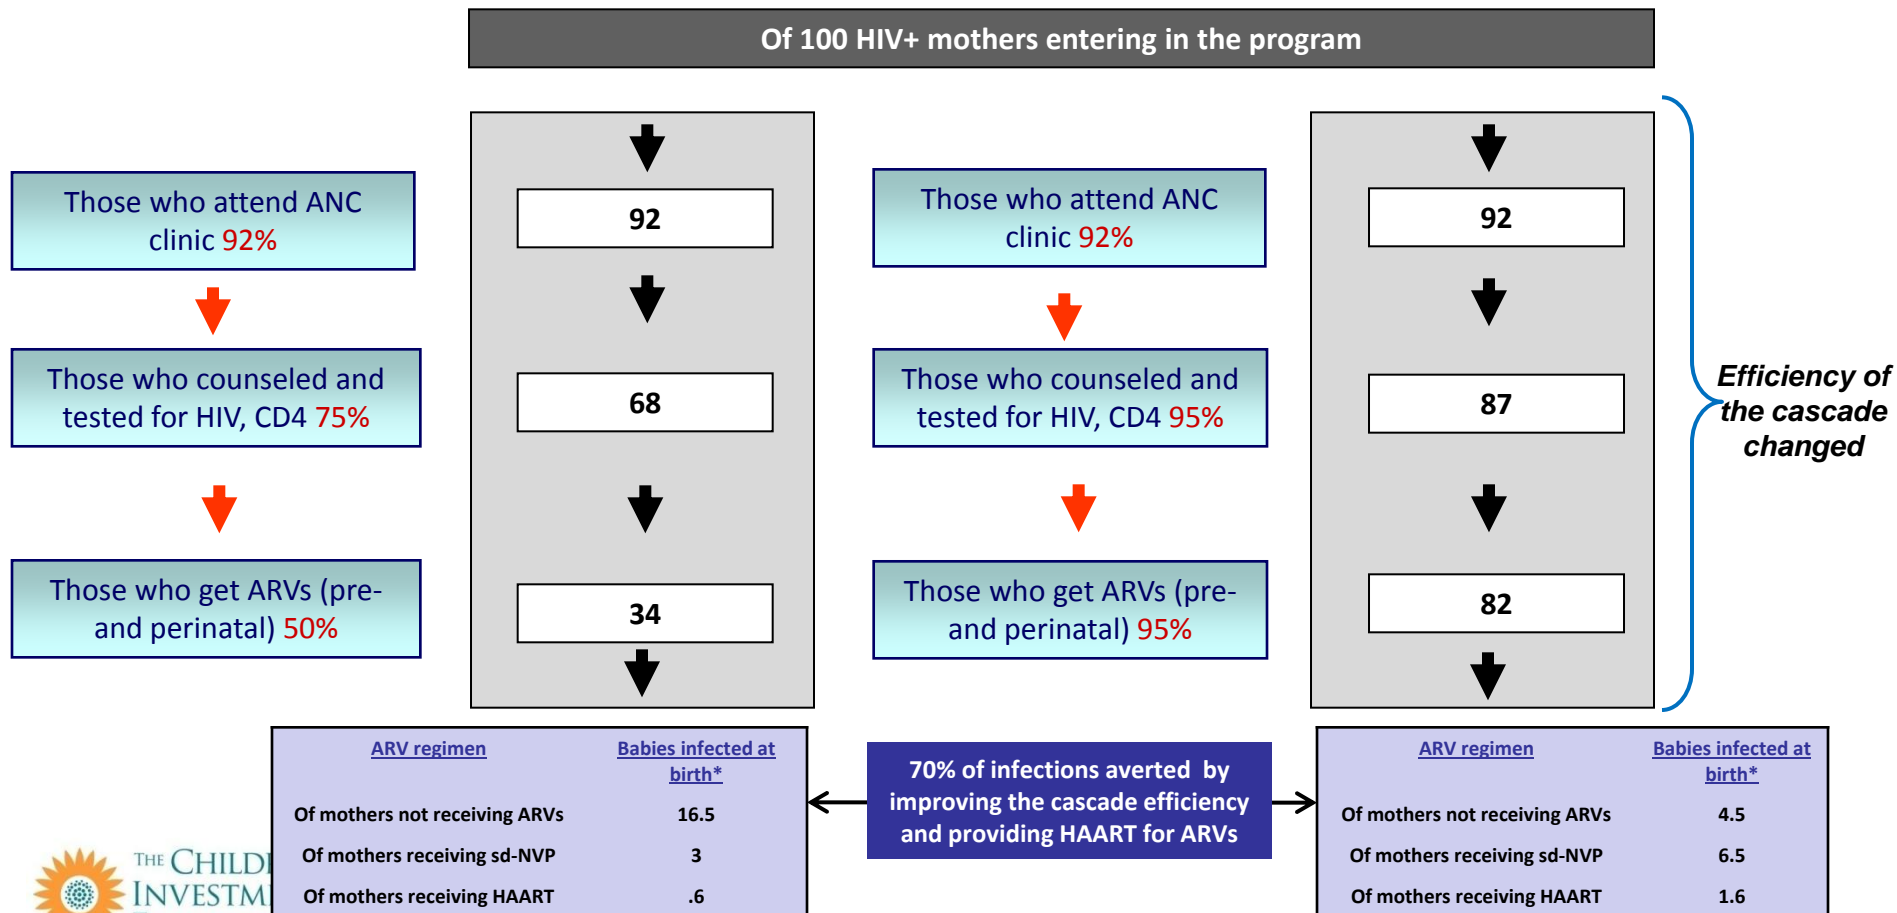 Of 100 HIV+ mothers entering in the program
Those who attend ANC
clinic 92%
92
Those who attend ANC
clinic 92%
92
Those who counseled and
tested for HIV, CD4 75%
68
Those who counseled and
tested for HIV, CD4 95%
87
Efficiency of
the cascade
changed
Those who get ARVs (pre-
and perinatal) 50%
34
Those who get ARVs (pre-
and perinatal) 95%
82
ARV regimen Babies infected at
birth*
Of mothers not receiving ARVs 16.5
Of mothers receiving sd-NVP 3
Of mothers receiving HAART .6
70% of infections averted by
improving the cascade efficiency
and providing HAART for ARVs
ARV regimen Babies infected at
birth*
Of mothers not receiving ARVs 4.5
Of mothers receiving sd-NVP 6.5
Of mothers receiving HAART 1.6
THE CHILD
INVESTM